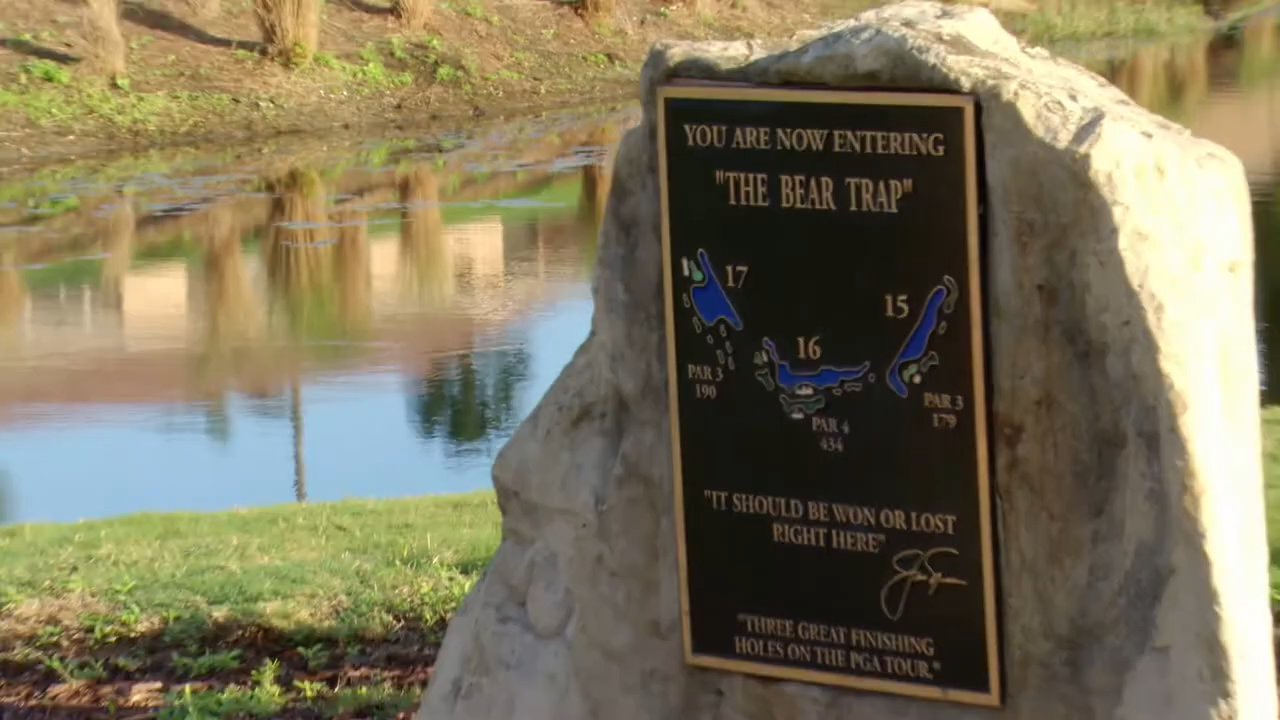 YOU ARE NOW ENTERING
"THE BEAR TRAP"
17
PAR 3
190
16
PAR 4
434
15
PAR 3
179
"IT SHOULD BE WON OR LOST
RIGHT HERE"
"THREE GREAT FINISHING
HOLES ON THE PGA TOUR."